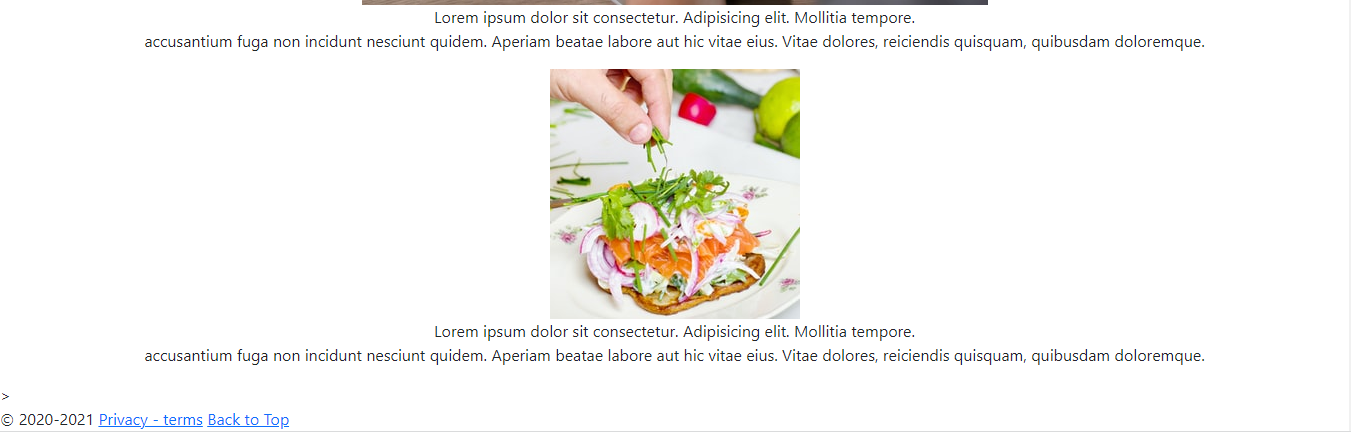 Lorem ipsum dolor sit consectetur. Adipisicing elit. Mollitia tempore.
accusantium fuga non incidunt nesciunt quidem. Aperiam beatae labore aut hic vitae eius. Vitae dolores, reiciendis quisquam, quibusdam doloremque.
Lorem ipsum dolor sit consectetur. Adipisicing elit. Mollitia tempore.
accusantium fuga non incidunt nesciunt quidem. Aperiam beatae labore aut hic vitae eius. Vitae dolores, reiciendis quisquam, quibusdam doloremque.
>
© 2020-2021 Privacy - terms Back to Top